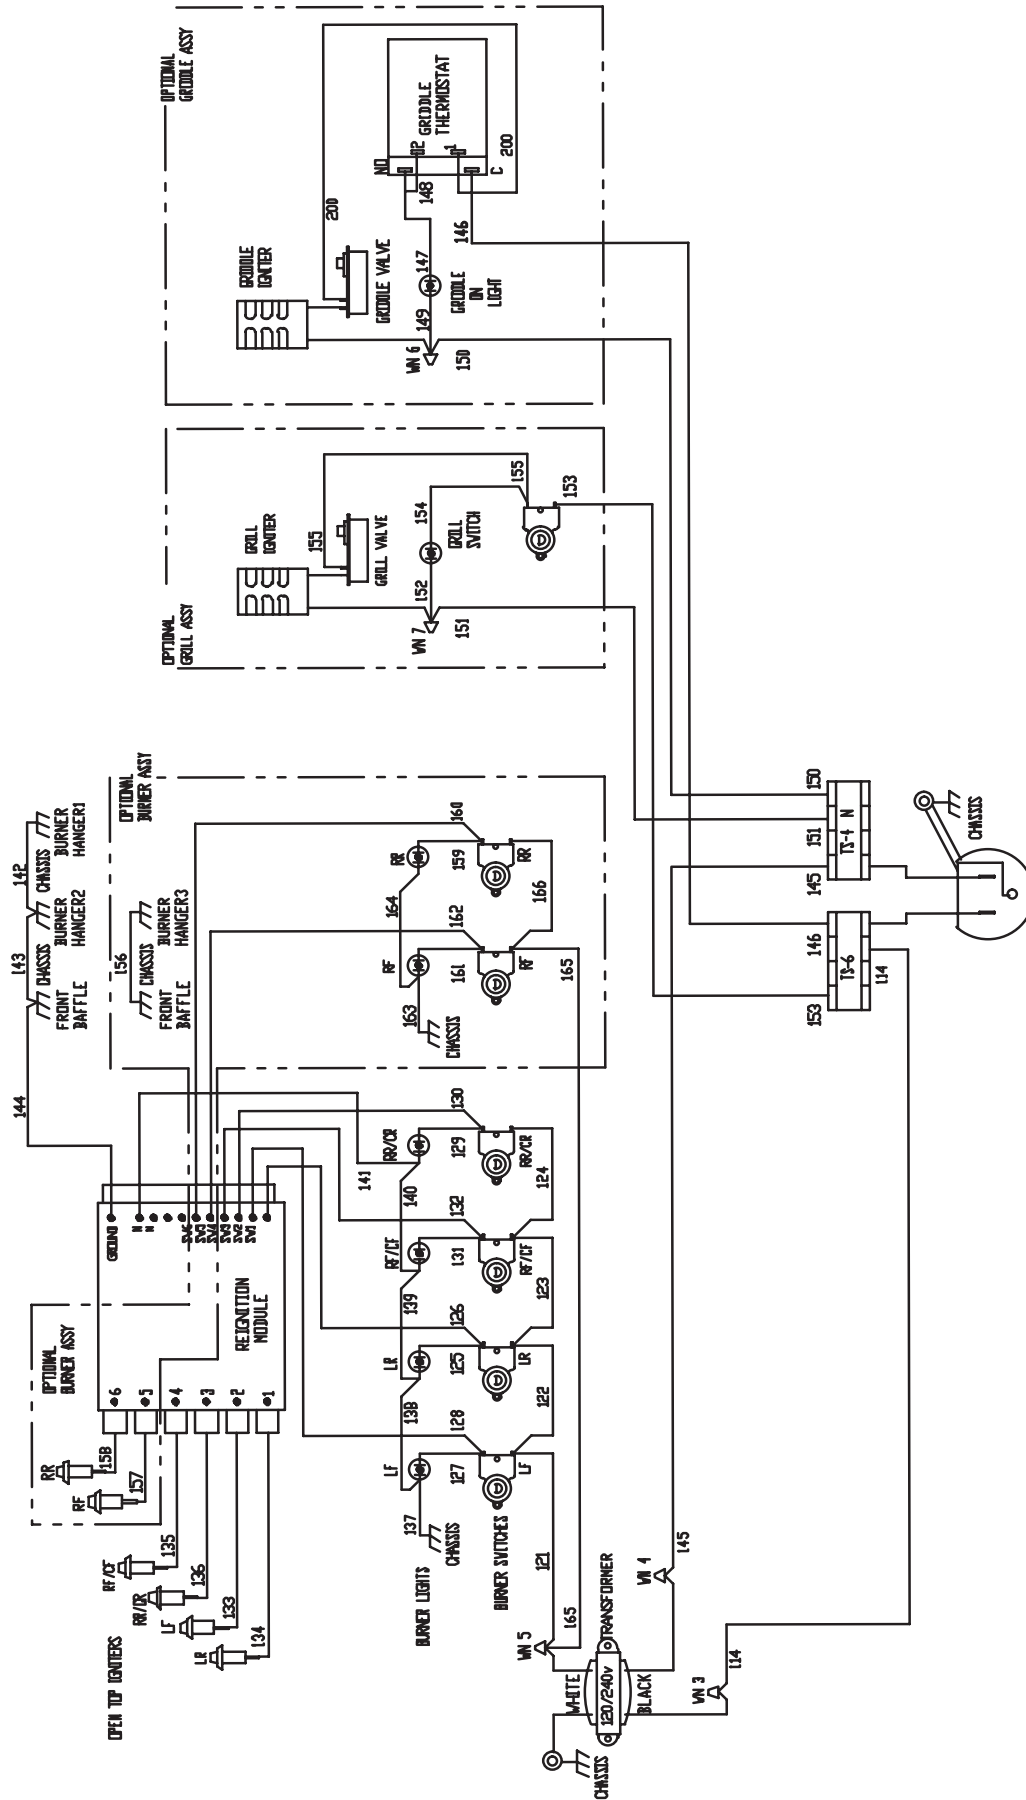 OPTIONAL
GRIDDLE ASSY
200
NO
02
GRIDDLE
THERMOSTAT
1
C
200
148
146
GRIDDLE
IGNITER
GRIDDLE VALVE
147
GRIDDLE
ON
LIGHT
149
WN 6
150
OPTIONAL
GRILL ASSY
GRILL
IGNITER
155
GRILL VALVE
154
GRILL
SWITCH
155
153
152
WN 7
151
142
CHASSIS
BURNER
HANGER1
143
CHASSIS
BURNER
HANGER2
FRONT
BAFFLE
144
OPTIONAL
BURNER ASSY
156
CHASSIS
BURNER
HANGER3
FRONT
BAFFLE
160
RR
159
RR
164
162
166
RF
161
RF
165
163
CHASSIS
150
151
TS-4 N
145
146
TS-6
114
153
CHASSIS
GROUND
N
N
REIGNITION
MODULE
6
5
4
3
2
1
OPTIONAL
BURNER ASSY
RR
158
RF
157
RF/CF
135
RR/CR
136
LF
133
LR
134
OPEN TOP IGNITERS
141
130
RR/CR
129
RR/CR
140
132
124
RF/CF
131
RF/CF
139
126
123
LR
125
LR
138
128
122
LF
127
LF
137
CHASSIS
121
BURNER LIGHTS
BURNER SWITCHES
WN 5
165
TRANSFORMER
120/240v
WHITE
BLACK
CHASSIS
WN 4
145
WN 3
114